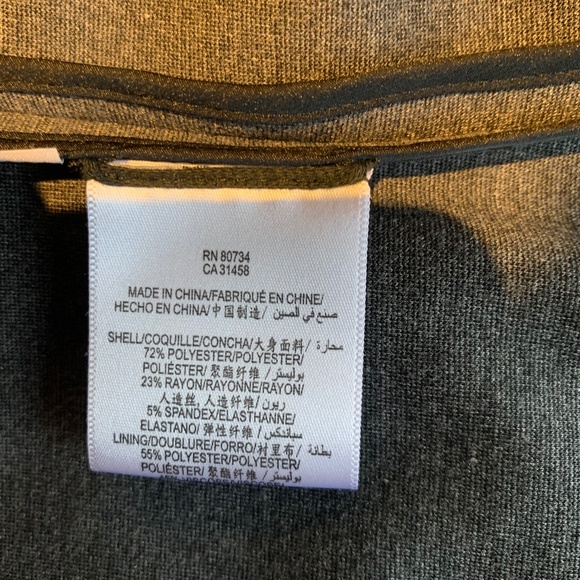 RN 80734
CA 31458
MADE IN CHINA/FABRIQUÉ EN CHINE/
HECHO EN CHINA/中国制造/ صنع في الصين
SHELL/COQUILLE/CONCHA/大身面料/ محارة
72% POLYESTER/POLYESTER/
POLIÉSTER/ 聚酯纤维/ بوليستر
23% RAYON/RAYONNE/RAYON/
人造丝, 人造纤维/ ريون
5% SPANDEX/ELASTHANNE/
ELASTANO/ 弹性纤维/ سباندكس
LINING/DOUBLURE/FORRO/衬里布/ بطانة
55% POLYESTER/POLYESTER/
POLIÉSTER/ 聚酯纤维/ بوليستر